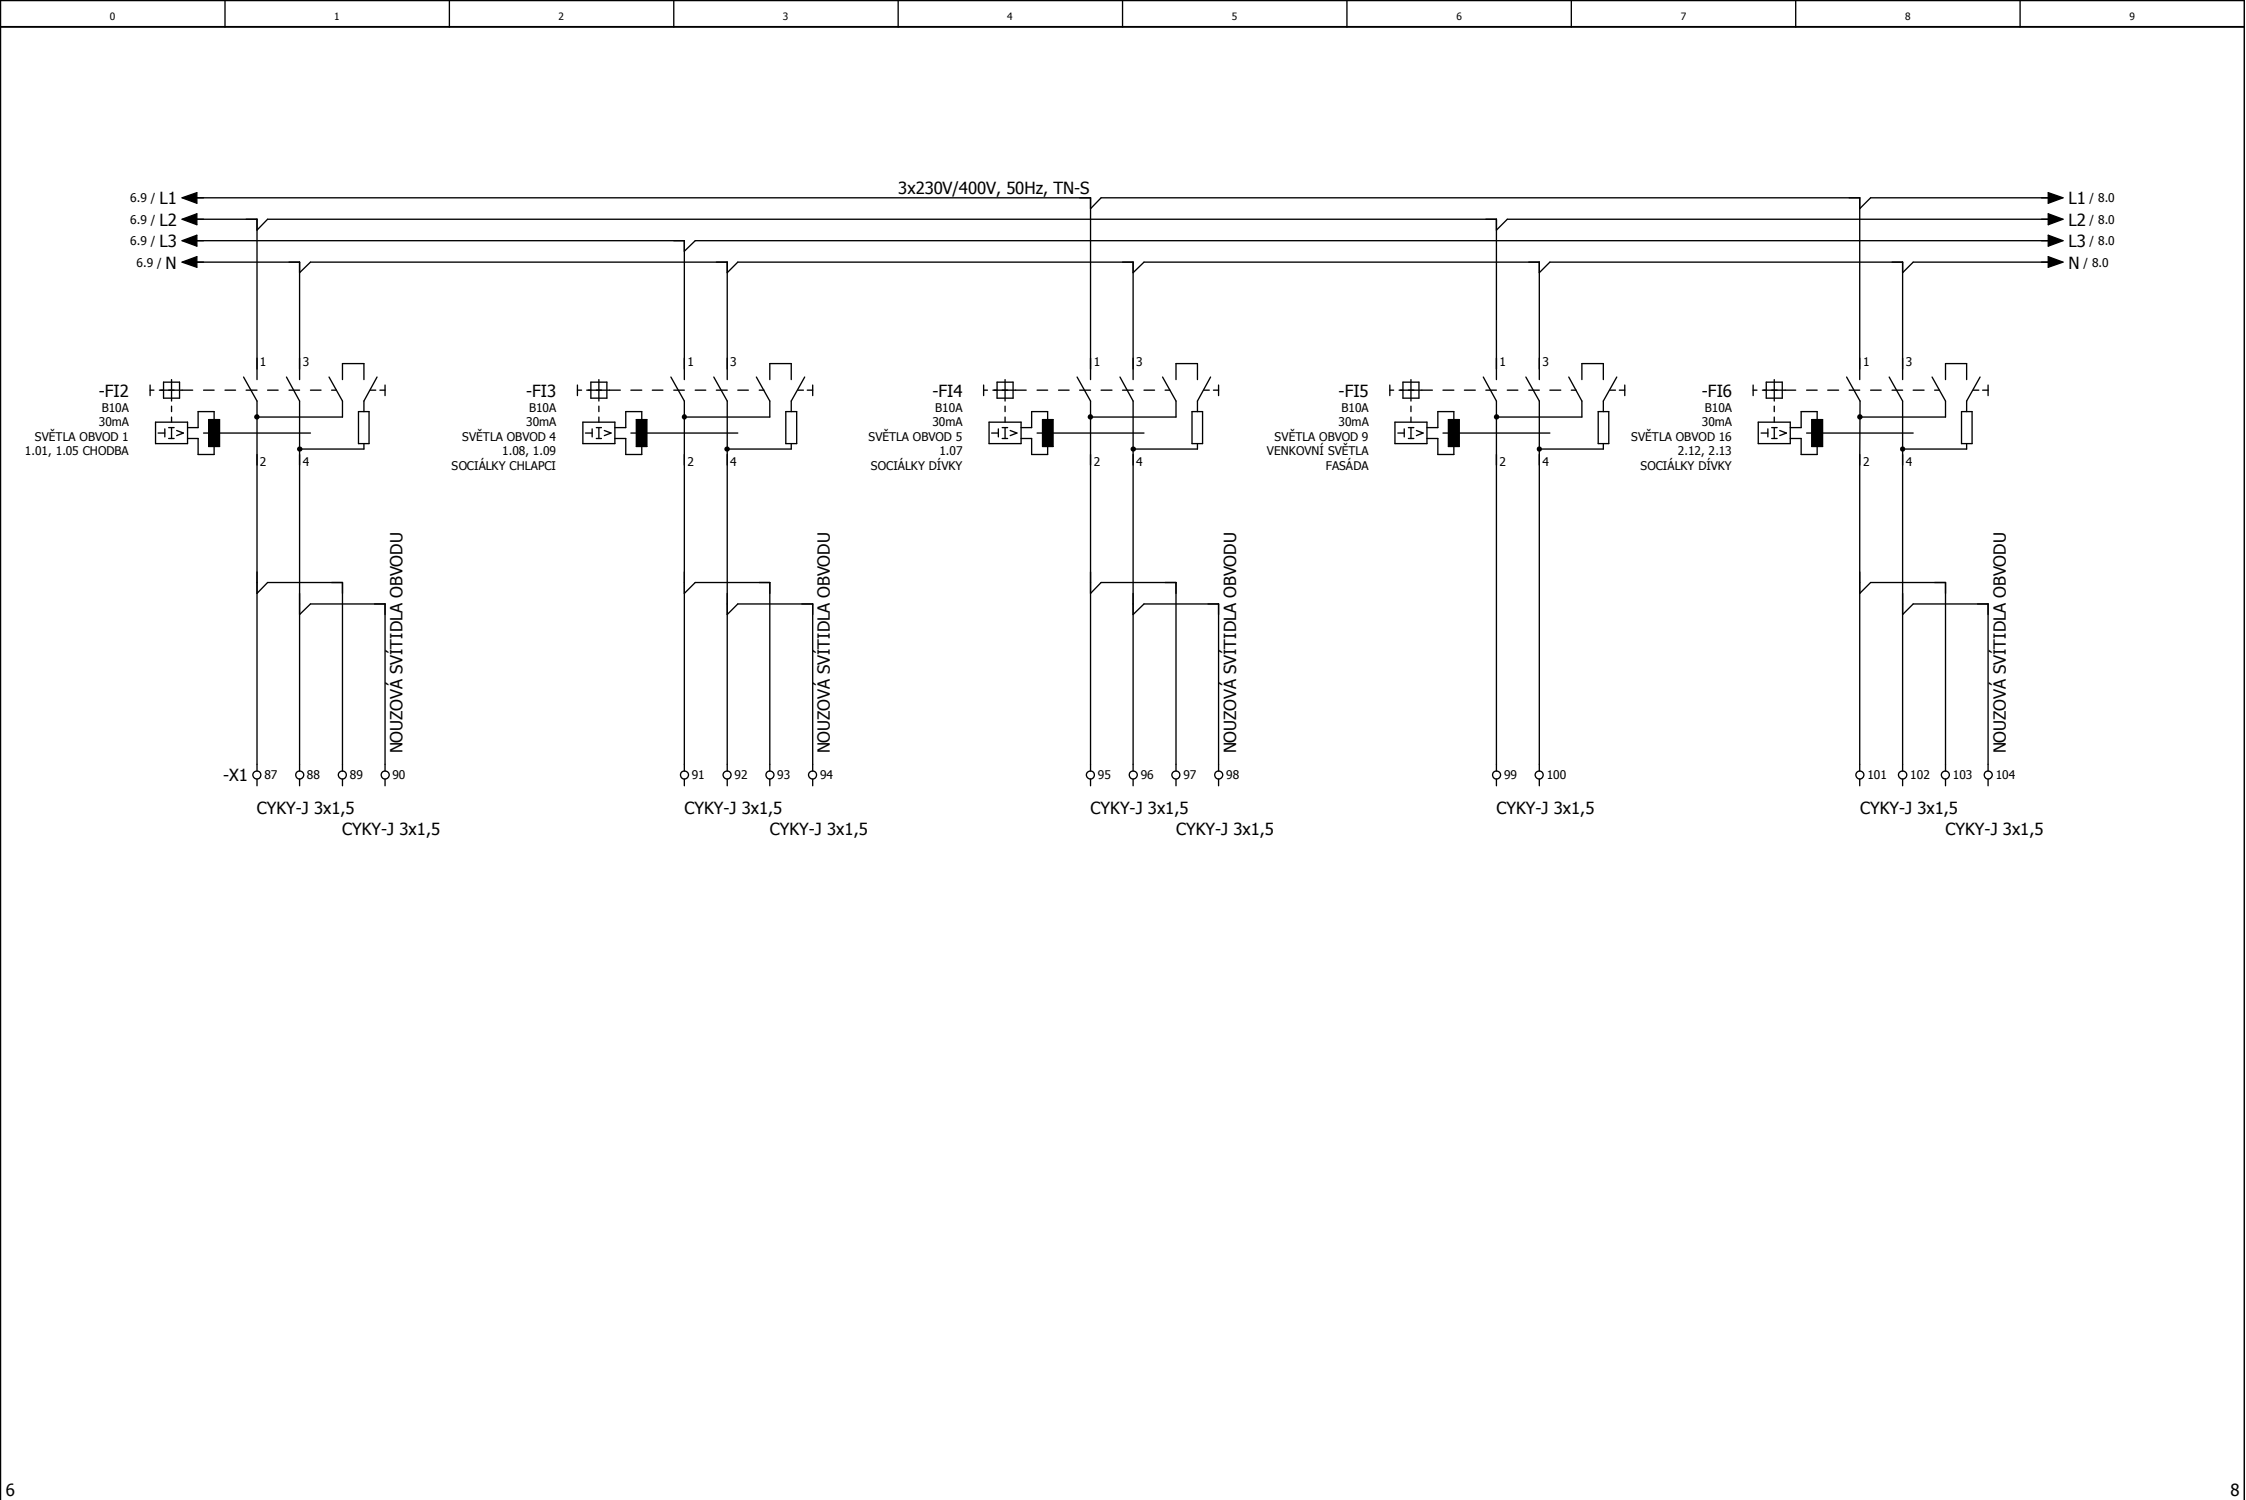 0 1 2 3 4 5 6 7 8 9
3x230V/400V, 50Hz, TN-S
6.9 / L1
L1 / 8.0
6.9 / L2
L2 / 8.0
6.9 / L3
L3 / 8.0
6.9 / N
N / 8.0
1 3
-FI2
B10A
30mA
SVĚTLA OBVOD 1
1.01, 1.05 CHODBA
I>
2 4
1 3
-FI3
B10A
30mA
SVĚTLA OBVOD 4
1.08, 1.09
SOCIÁLKY CHLAPCI
I>
2 4
1 3
-FI4
B10A
30mA
SVĚTLA OBVOD 5
1.07
SOCIÁLKY DÍVKY
I>
2 4
1 3
-FI5
B10A
30mA
SVĚTLA OBVOD 9
VENKOVNÍ SVĚTLA
FASÁDA
I>
2 4
1 3
-FI6
B10A
30mA
SVĚTLA OBVOD 16
2.12, 2.13
SOCIÁLKY DÍVKY
I>
2 4
NOUZOVÁ SVÍTIDLA OBVODU
NOUZOVÁ SVÍTIDLA OBVODU
NOUZOVÁ SVÍTIDLA OBVODU
NOUZOVÁ SVÍTIDLA OBVODU
-X1 87 88 89 90
91 92 93 94
95 96 97 98
99 100
101 102 103 104
CYKY-J 3x1,5
CYKY-J 3x1,5
CYKY-J 3x1,5
CYKY-J 3x1,5
CYKY-J 3x1,5
CYKY-J 3x1,5
CYKY-J 3x1,5
CYKY-J 3x1,5
CYKY-J 3x1,5
6
8